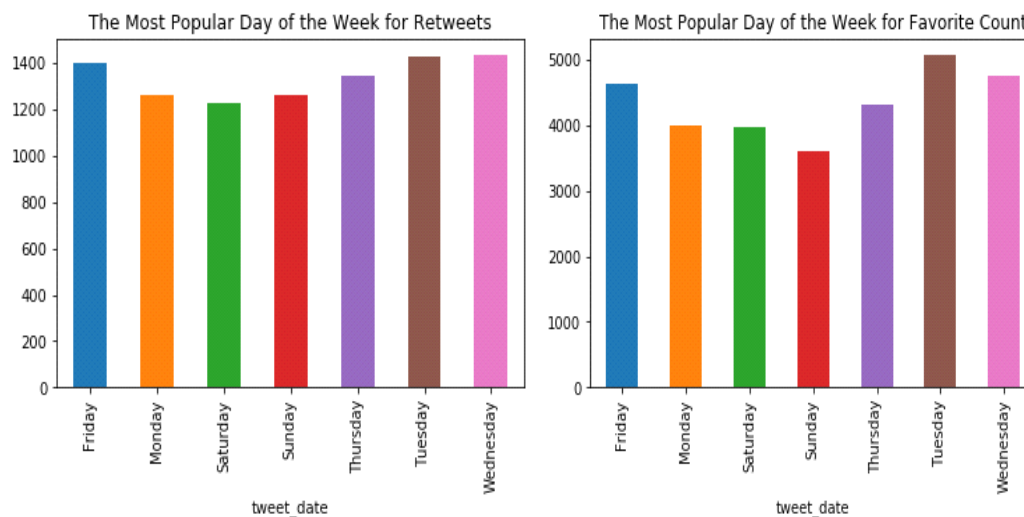 The Most Popular Day of the Week for Retweets
1400
1200
1000
800
600
400
200
0
Friday
Monday
Saturday
Sunday
Thursday
Tuesday
Wednesday
tweet_date
The Most Popular Day of the Week for Favorite Count
5000
4000
3000
2000
1000
0
Friday
Monday
Saturday
Sunday
Thursday
Tuesday
Wednesday
tweet_date